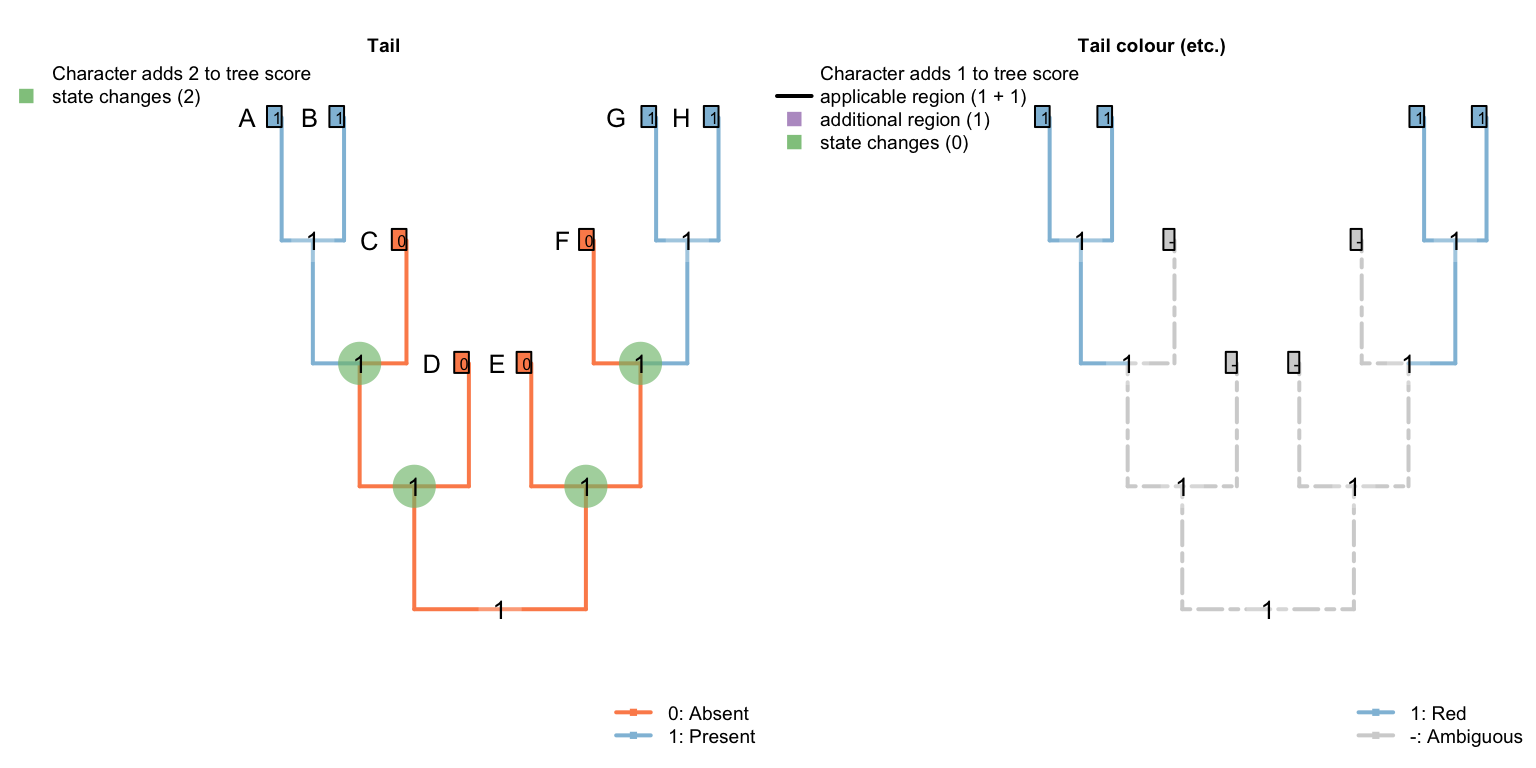 Tail
Character adds 2 to tree score
state changes (2)
A 1 B 1 G 1 H 1
1 C 0 F 0 1
1 D 0 E 0 1
1 1
1
0: Absent
1: Present
Tail colour (etc.)
Character adds 1 to tree score
applicable region (1 + 1)
additional region (1)
state changes (0)
1 1 1 1
1 - - 1
1 - - 1
1 1
1
1: Red
-: Ambiguous